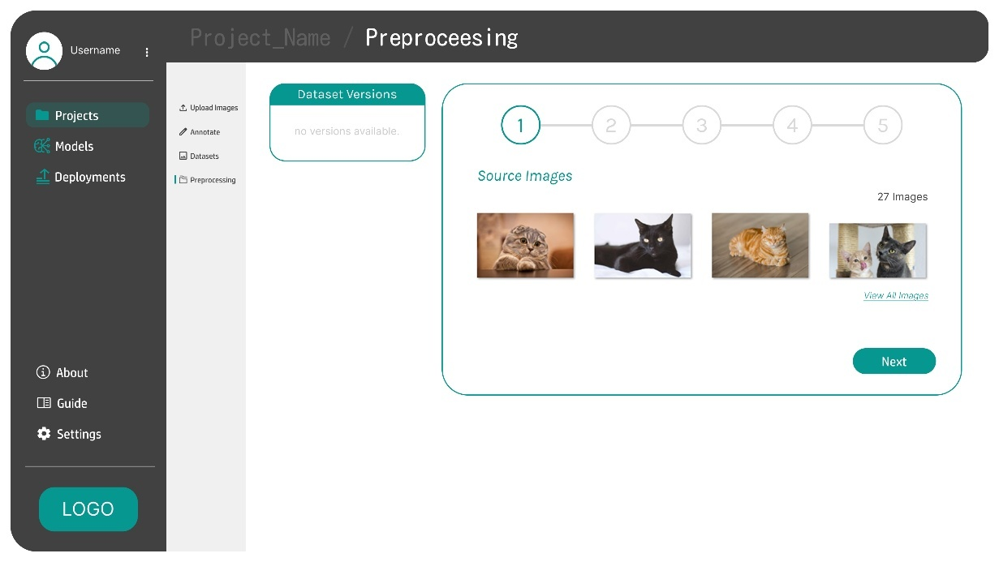 Username
Projects
Models
Deployments
About
Guide
Settings
LOGO
Project_Name / Preproceesing
Upload Images
Annotate
Datasets
Preprocessing
Dataset Versions
no versions available.
1 2 3 4 5
Source Images
27 Images
View All Images
Next